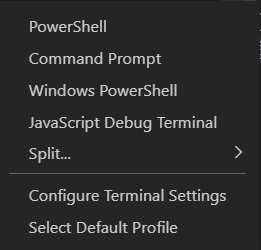 PowerShell
Command Prompt
Windows PowerShell
JavaScript Debug Terminal
Split...
Configure Terminal Settings
Select Default Profile